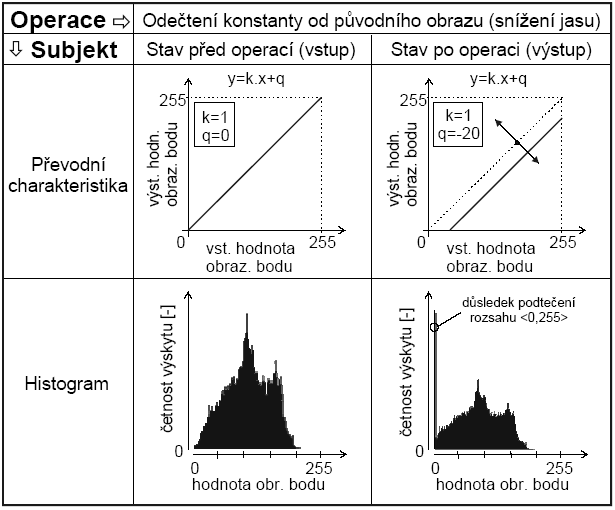 Operace ⇨
Odečtení konstanty od původního obrazu (snížení jasu)
⇩ Subjekt
Stav před operací (vstup)
Stav po operaci (výstup)
Převodní
charakteristika
y=k.x+q
255
k=1
q=0
výst. hodn.
obraz. bodu
0
255
vst. hodnota
obraz. bodu
y=k.x+q
255
k=1
q=-20
výst. hodn.
obraz. bodu
0
255
vst. hodnota
obraz. bodu
Histogram
četnost výskytu [-]
0
0
255
hodnota obr. bodu
důsledek podtečení
rozsahu <0,255>
četnost výskytu [-]
0
0
255
hodnota obr. bodu